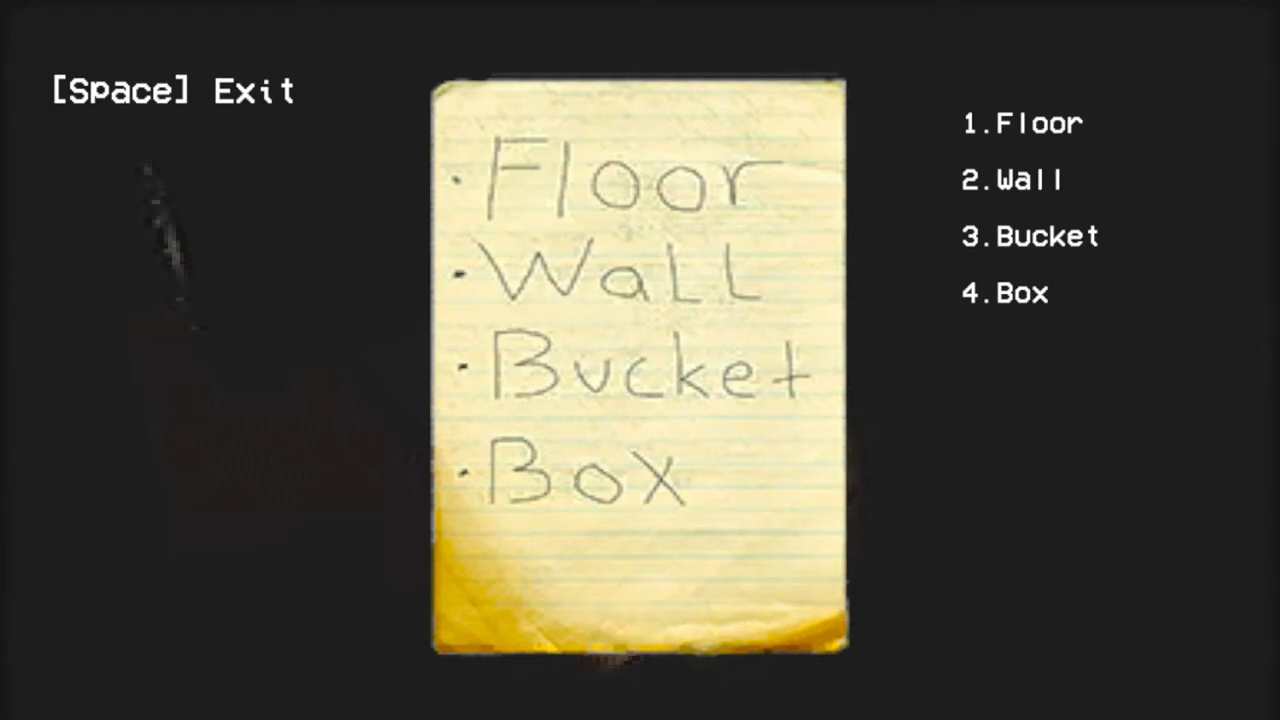 [Space] Exit
· Floor
· Wall
· Bucket
· Box
1.Floor
2.Wall
3.Bucket
4.Box